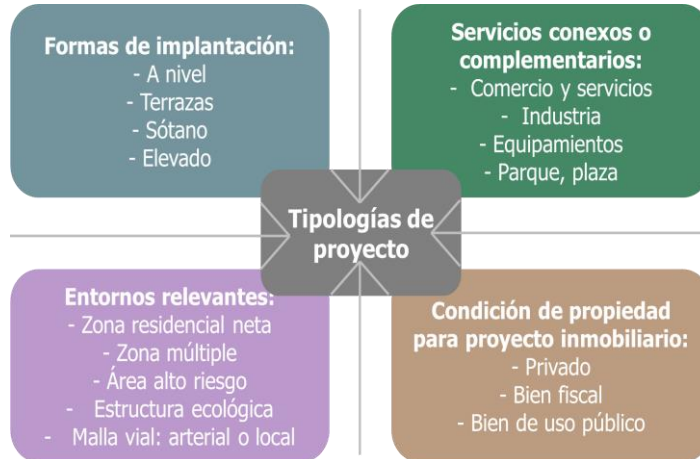 Formas de implantación:
- A nivel
- Terrazas
- Sótano
- Elevado
Servicios conexos o
complementarios:
- Comercio y servicios
- Industria
- Equipamientos
- Parque, plaza
Tipologías de
proyecto
Entornos relevantes:
- Zona residencial neta
- Zona múltiple
- Área alto riesgo
- Estructura ecológica
- Malla vial: arterial o local
Condición de propiedad
para proyecto inmobiliario:
- Privado
- Bien fiscal
- Bien de uso público